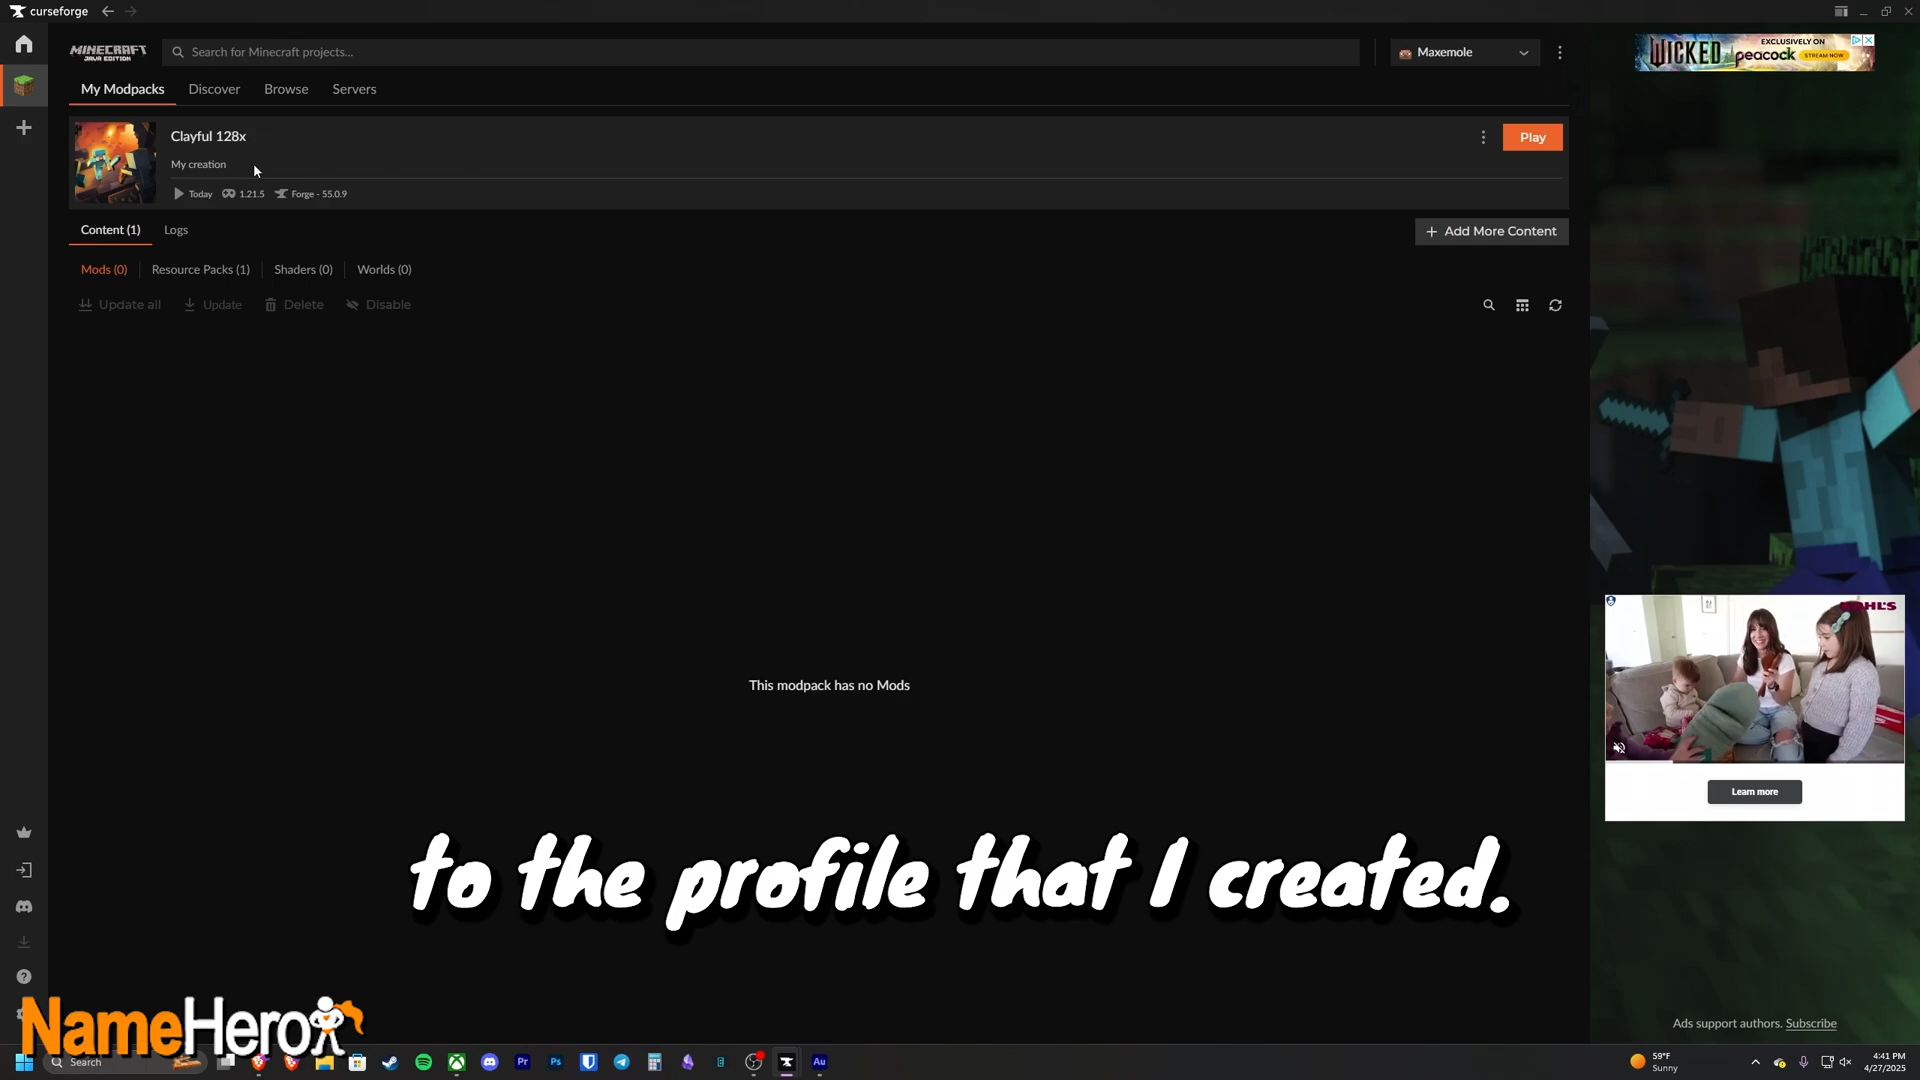 curseforge
MINECRAFT
JAVA EDITION
Search for Minecraft projects...
Maxemole
WICKED
EXCLUSIVELY ON
peacock
STREAM NOW
My Modpacks
Discover
Browse
Servers
Clayful 128x
My creation
Play
Today
1.21.5
Forge - 55.0.9
Content (1)
Logs
+ Add More Content
Mods (0)
Resource Packs (1)
Shaders (0)
Worlds (0)
Update all
Update
Delete
Disable
This modpack has no Mods
KOHL'S
Learn more
to the profile that I created.
NameHero
Ads support authors. Subscribe
Search
Pr
Ps
Au
59°F
Sunny
4:41 PM
4/27/2025